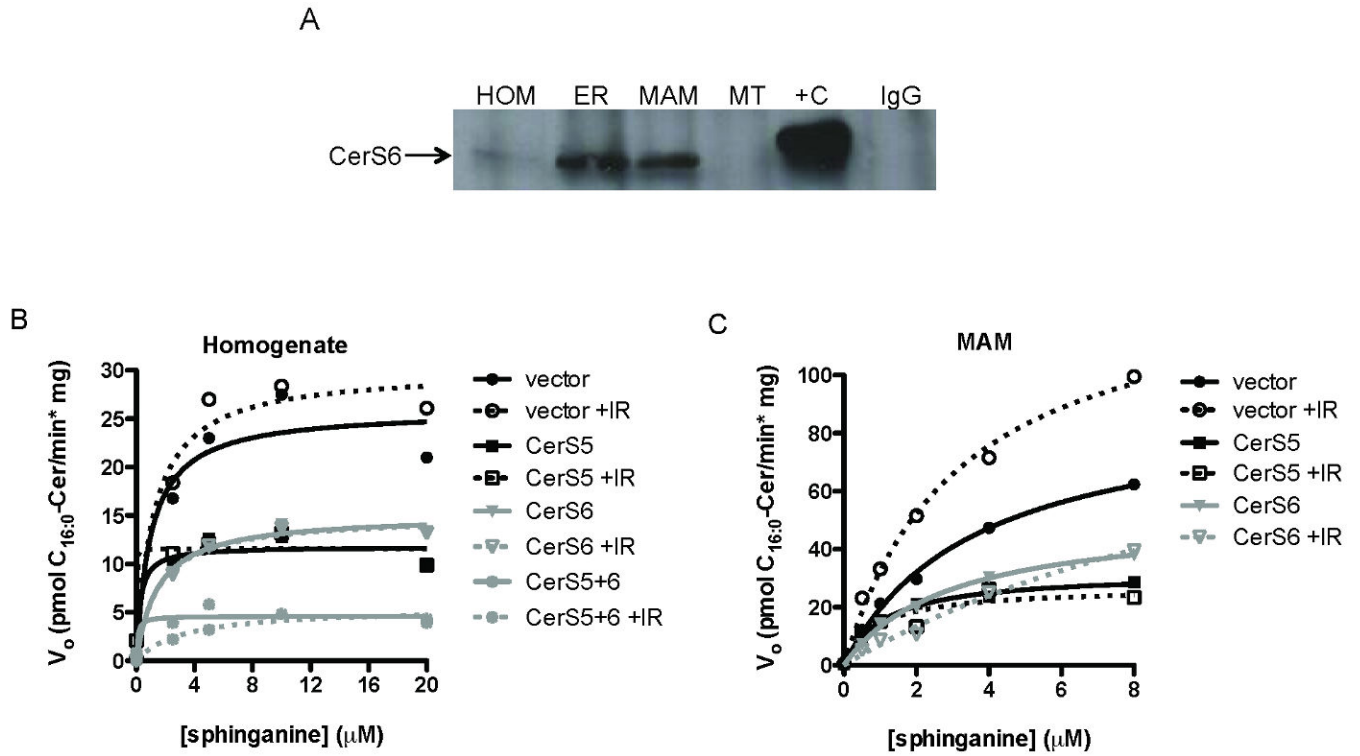 A
HOM ER MAM MT +C IgG
CerS6
B
Homogenate
V₀ (pmol C₁₆:₀-Cer/min* mg)
30
25
20
15
10
5
0
0 4 8 12 16 20
[sphinganine] (μM)
vector
vector +IR
CerS5
CerS5 +IR
CerS6
CerS6 +IR
CerS5+6
CerS5+6 +IR
C
MAM
V₀ (pmol C₁₆:₀-Cer/min* mg)
100
80
60
40
20
0
0 2 4 6 8
[sphinganine] (μM)
vector
vector +IR
CerS5
CerS5 +IR
CerS6
CerS6 +IR